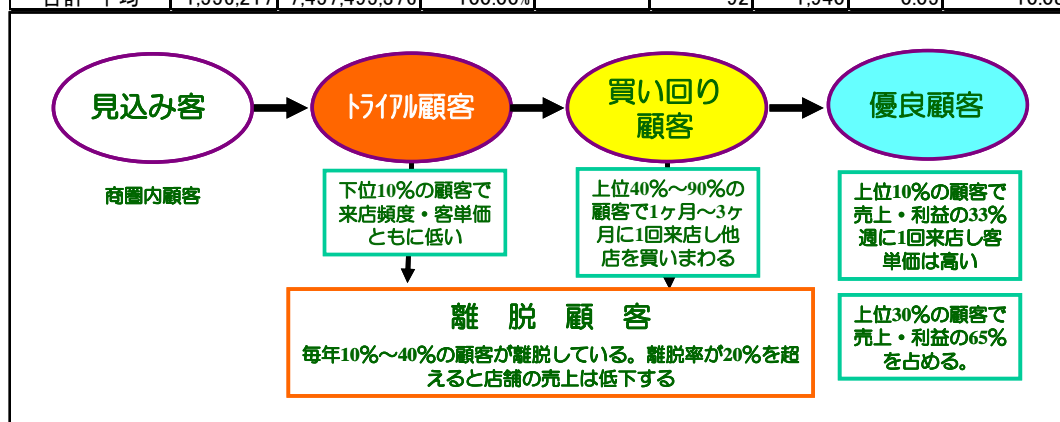 100.00%
92
見込み客
トライアル顧客
買い回り
顧客
優良顧客
商圏内顧客
下位10%の顧客で
来店頻度・客単価
ともに低い
上位40%～90%の
顧客で1ヶ月～3ヶ
月に1回来店し他
店を買いまわる
上位10%の顧客で
売上・利益の33%
週に1回来店し客
単価は高い
離 脱 顧 客
毎年10%～40%の顧客が離脱している。離脱率が20%を超
えると店舗の売上は低下する
上位30%の顧客で
売上・利益の65%
を占める。